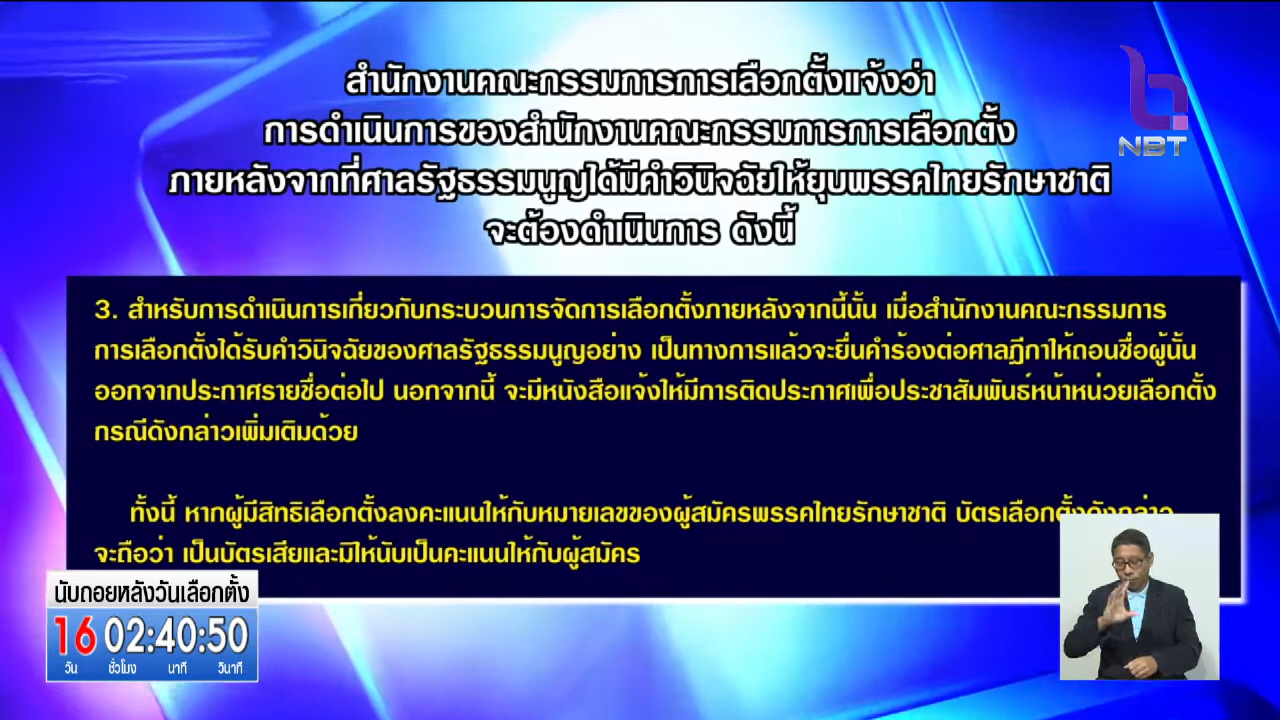 สำนักงานคณะกรรมการการเลือกตั้งแจ้งว่า
การดำเนินการของสำนักงานคณะกรรมการการเลือกตั้ง
ภายหลังจากที่ศาลรัฐธรรมนูญได้มีคำวินิจฉัยให้ยุบพรรคไทยรักษาชาติ
จะต้องดำเนินการ ดังนี้
NBT
3. สำหรับการดำเนินการเกี่ยวกับกระบวนการจัดการเลือกตั้งภายหลังจากนี้นั้น เมื่อสำนักงานคณะกรรมการ
การเลือกตั้งได้รับคำวินิจฉัยของศาลรัฐธรรมนูญอย่าง เป็นทางการแล้วจะยื่นคำร้องต่อศาลฎีกาให้ถอนชื่อผู้นั้น
ออกจากประกาศรายชื่อต่อไป นอกจากนี้ จะมีหนังสือแจ้งให้มีการติดประกาศเพื่อประชาสัมพันธ์หน้าหน่วยเลือกตั้ง
กรณีดังกล่าวเพิ่มเติมด้วย
ทั้งนี้ หากผู้มีสิทธิเลือกตั้งลงคะแนนให้กับหมายเลขของผู้สมัครพรรคไทยรักษาชาติ บัตรเลือกตั้งดังกล่าว
จะถือว่า เป็นบัตรเสียและมิให้นับเป็นคะแนนให้กับผู้สมัคร
นับถอยหลังวันเลือกตั้ง
16 02:40:50
วัน ชั่วโมง นาที วินาที